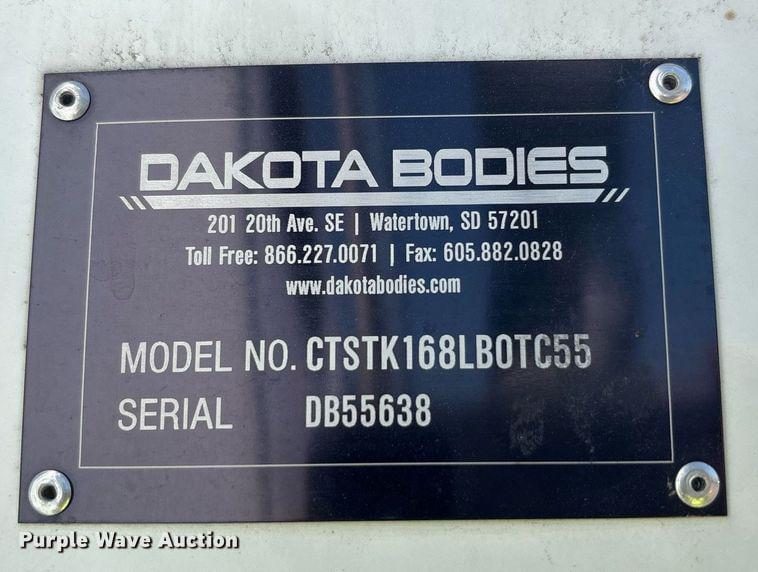 DAKOTA BODIES
201 20th Ave. SE | Watertown, SD 57201
Toll Free: 866.227.0071 | Fax: 605.882.0828
www.dakotabodies.com
MODEL NO. CTSTK168LBOTC55
SERIAL DB55638
Purple Wave Auction